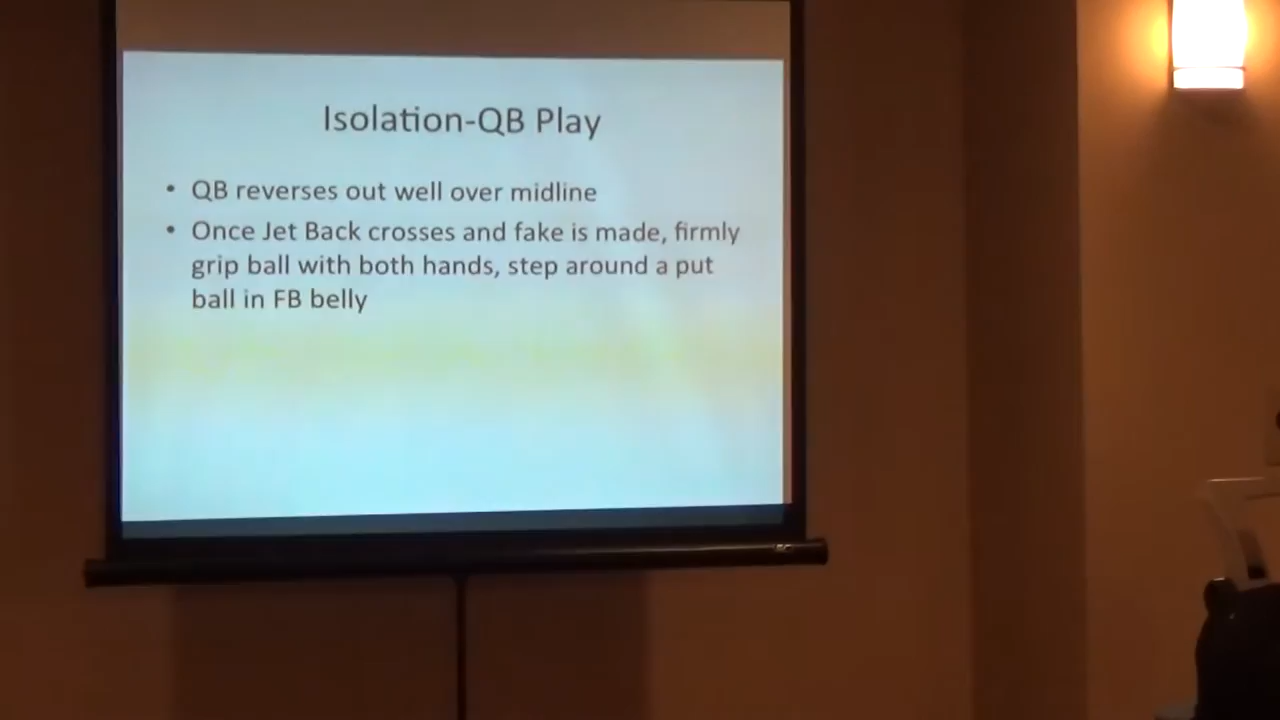 Isolation-QB Play
• QB reverses out well over midline
• Once Jet Back crosses and fake is made, firmly
grip ball with both hands, step around a put
ball in FB belly